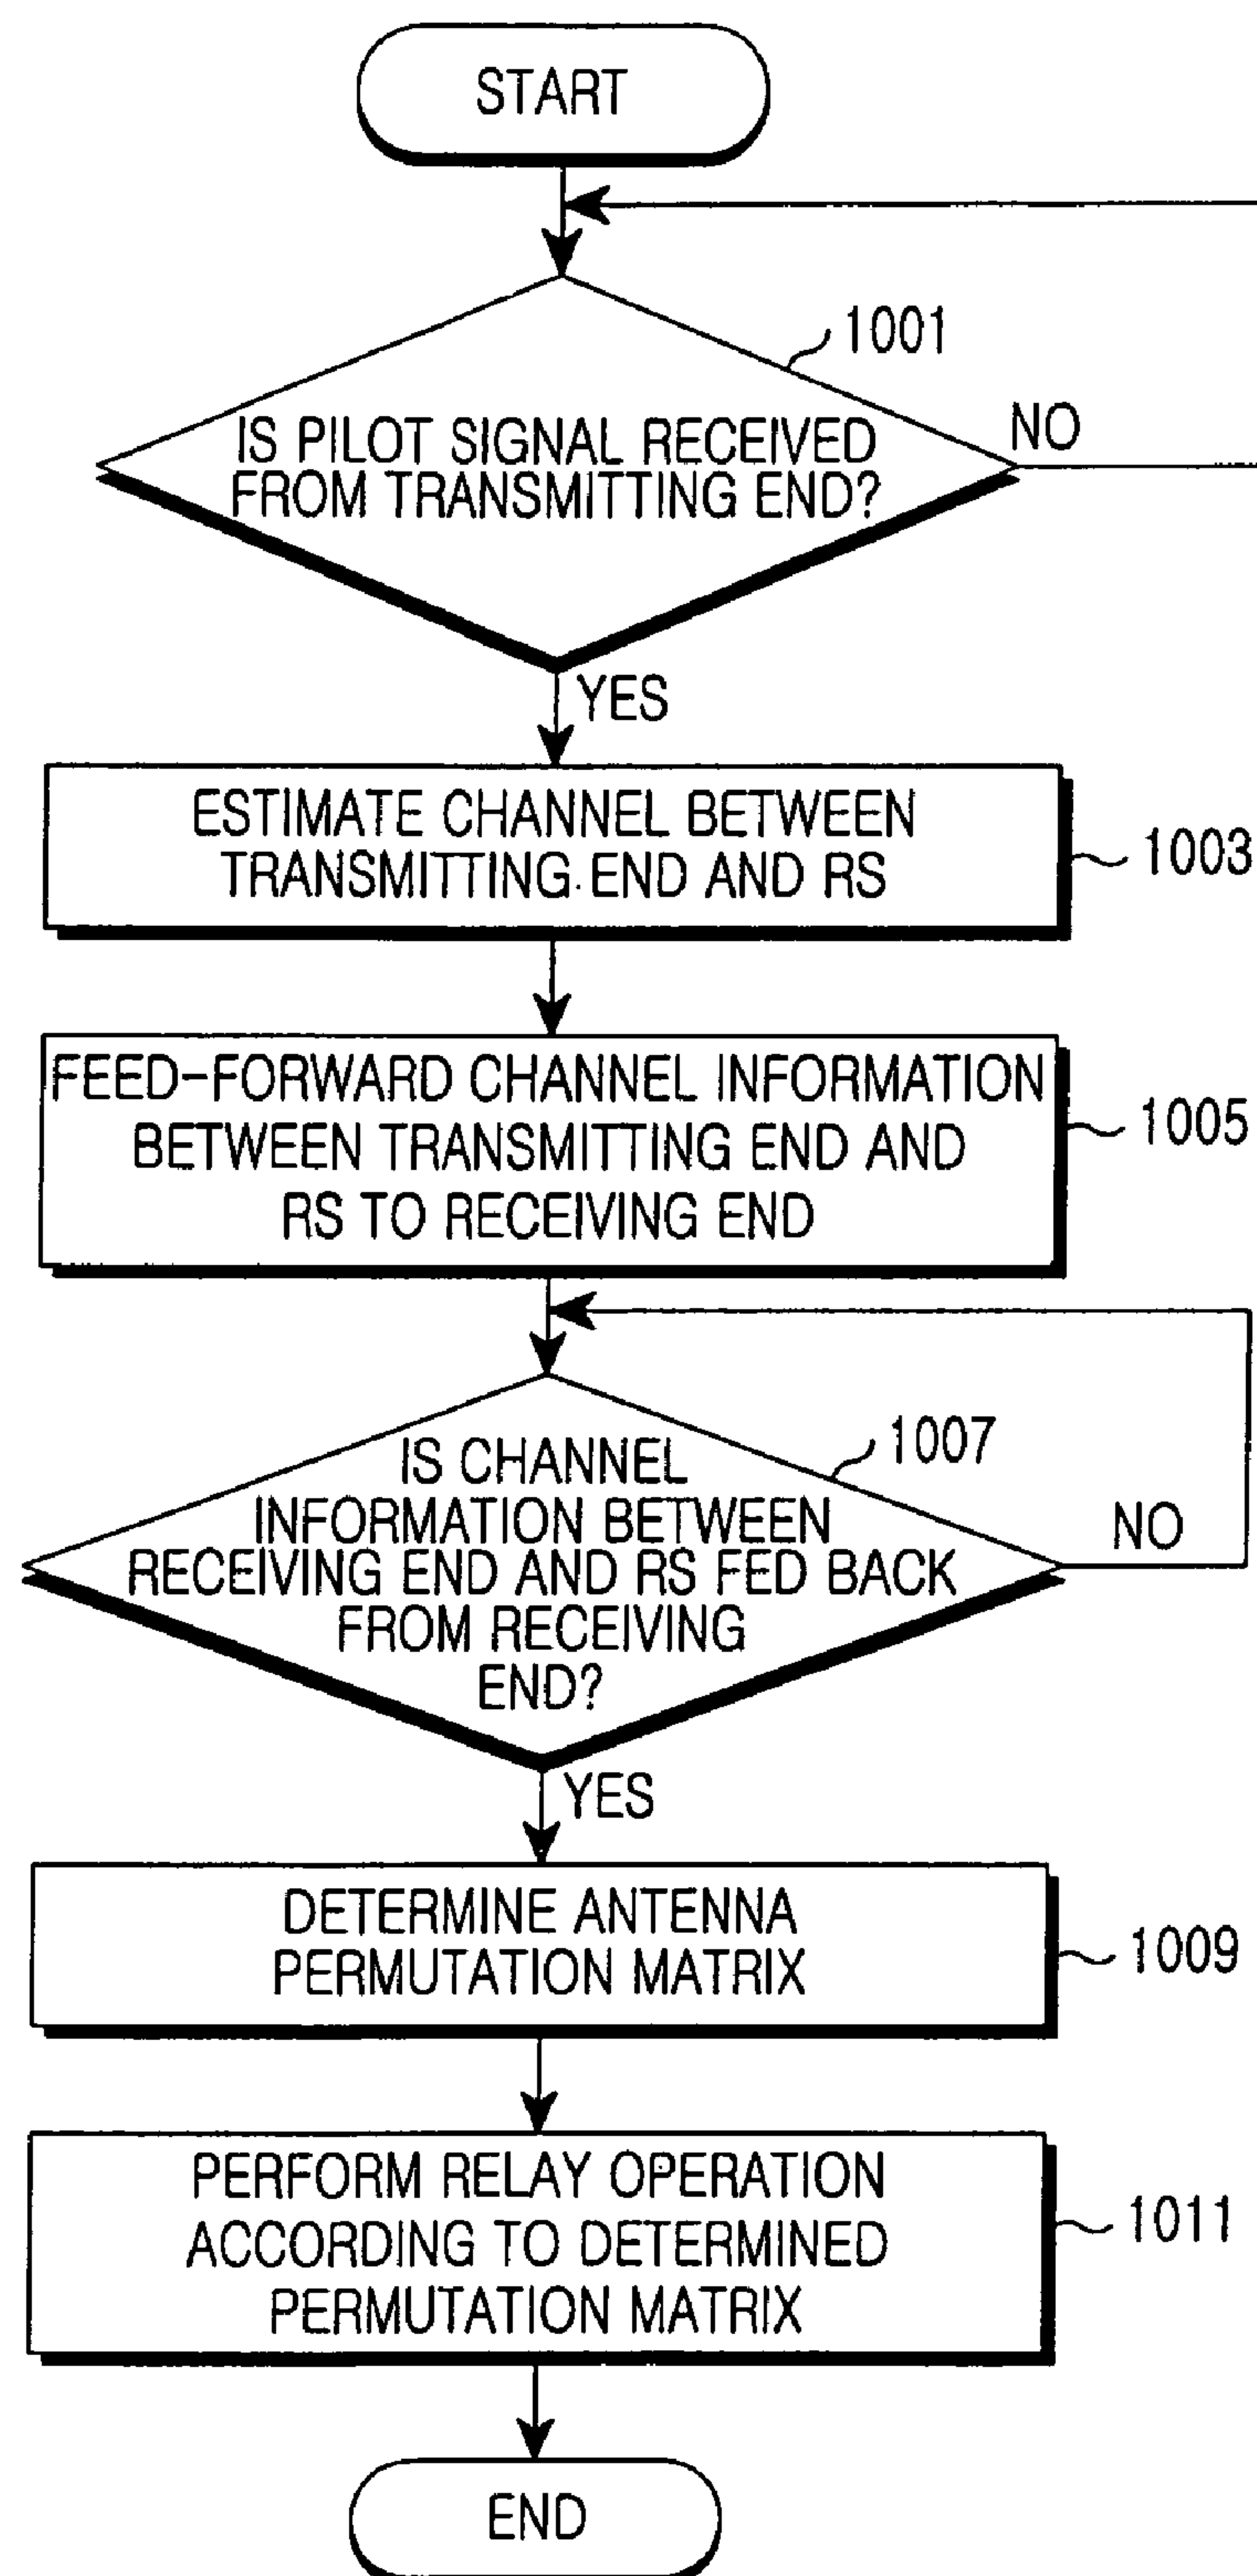 START
1001
IS PILOT SIGNAL RECEIVED
FROM TRANSMITTING END?
NO
YES
ESTIMATE CHANNEL BETWEEN
TRANSMITTING END AND RS
1003
FEED-FORWARD CHANNEL INFORMATION
BETWEEN TRANSMITTING END AND
RS TO RECEIVING END
1005
1007
IS CHANNEL
INFORMATION BETWEEN
RECEIVING END AND RS FED BACK
FROM RECEIVING
END?
NO
YES
DETERMINE ANTENNA
PERMUTATION MATRIX
1009
PERFORM RELAY OPERATION
ACCORDING TO DETERMINED
PERMUTATION MATRIX
1011
END